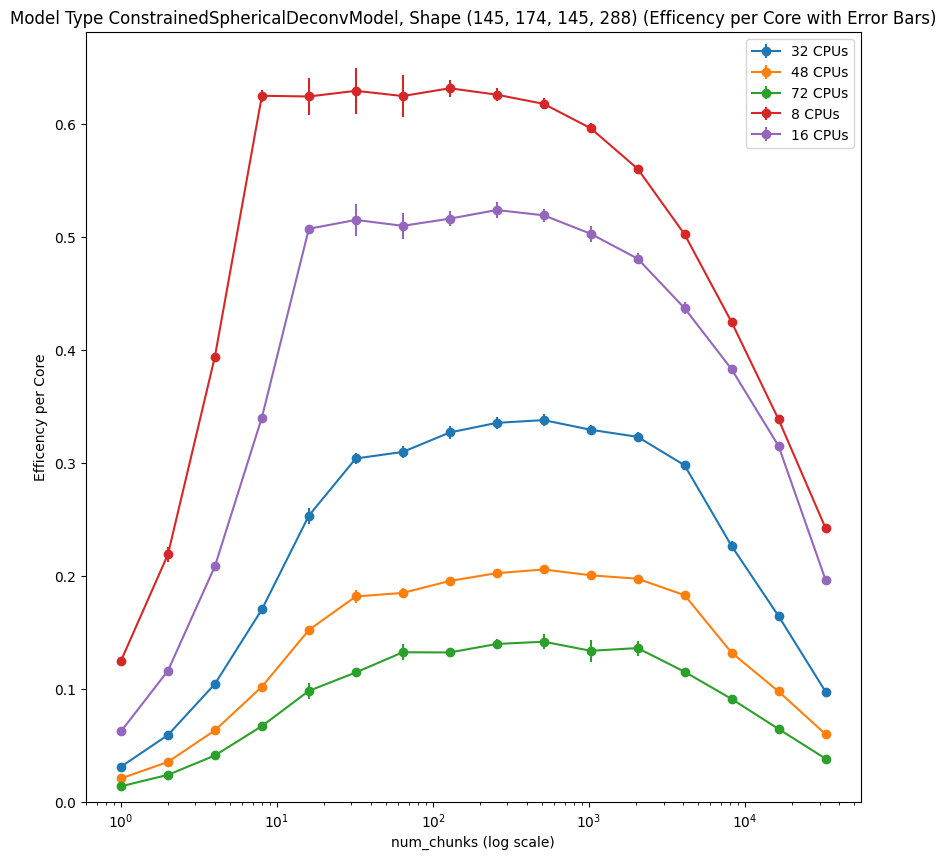 Model Type ConstrainedSphericalDeconvModel, Shape (145, 174, 145, 288) (Efficency per Core with Error Bars)
32 CPUs
48 CPUs
72 CPUs
8 CPUs
16 CPUs
Efficency per Core
0.6
0.5
0.4
0.3
0.2
0.1
0.0
10⁰ 10¹ 10² 10³ 10⁴
num_chunks (log scale)